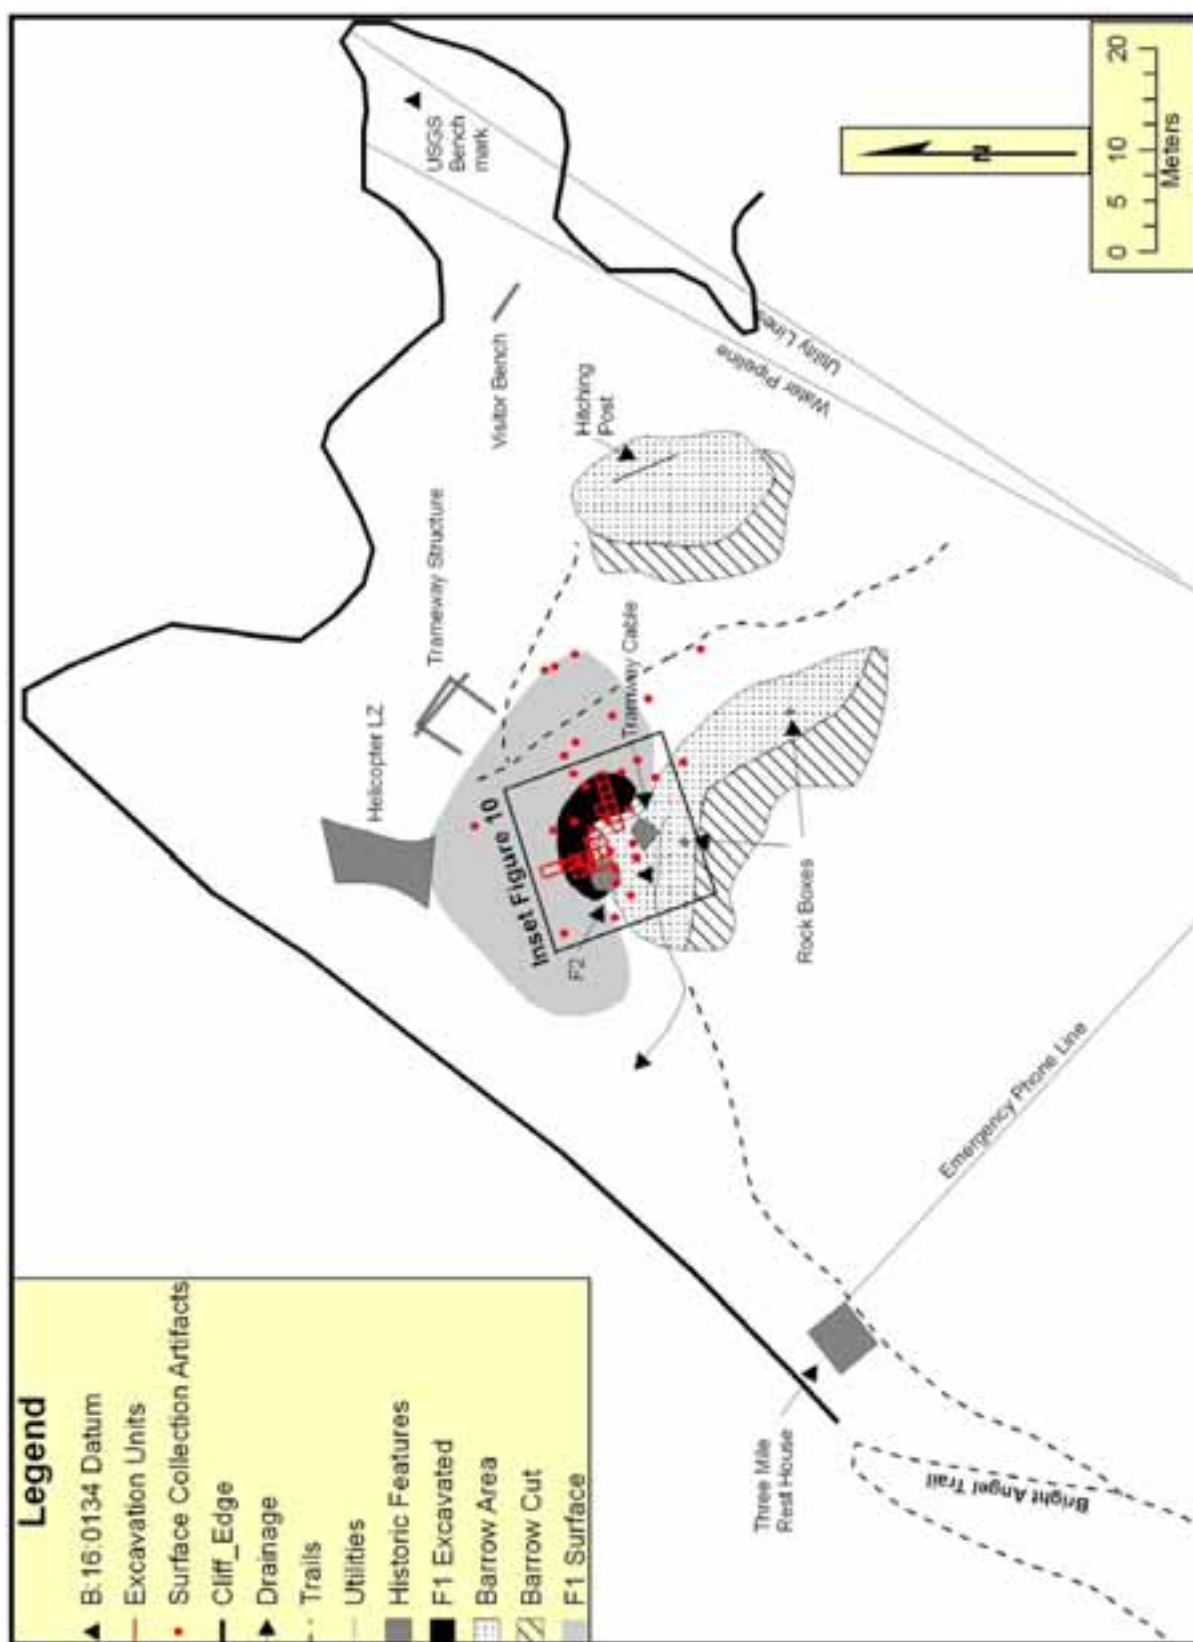 Legend
B:16:0134 Datum
Excavation Units
Surface Collection Artifacts
Cliff_Edge
Drainage
Trails
Utilities
Historic Features
F1 Excavated
Barrow Area
Barrow Cut
F1 Surface
USGS
Bench
mark
Visitor Bench
Hitching
Post
Utility Lines
Water Pipeline
Tramway Structure
Helicopter LZ
Tramway Cable
Inset Figure 10
F2
Rock Boxes
Emergency Phone Line
Three Mile
Rest House
Bright Angel Trail
N
0 5 10 20
Meters